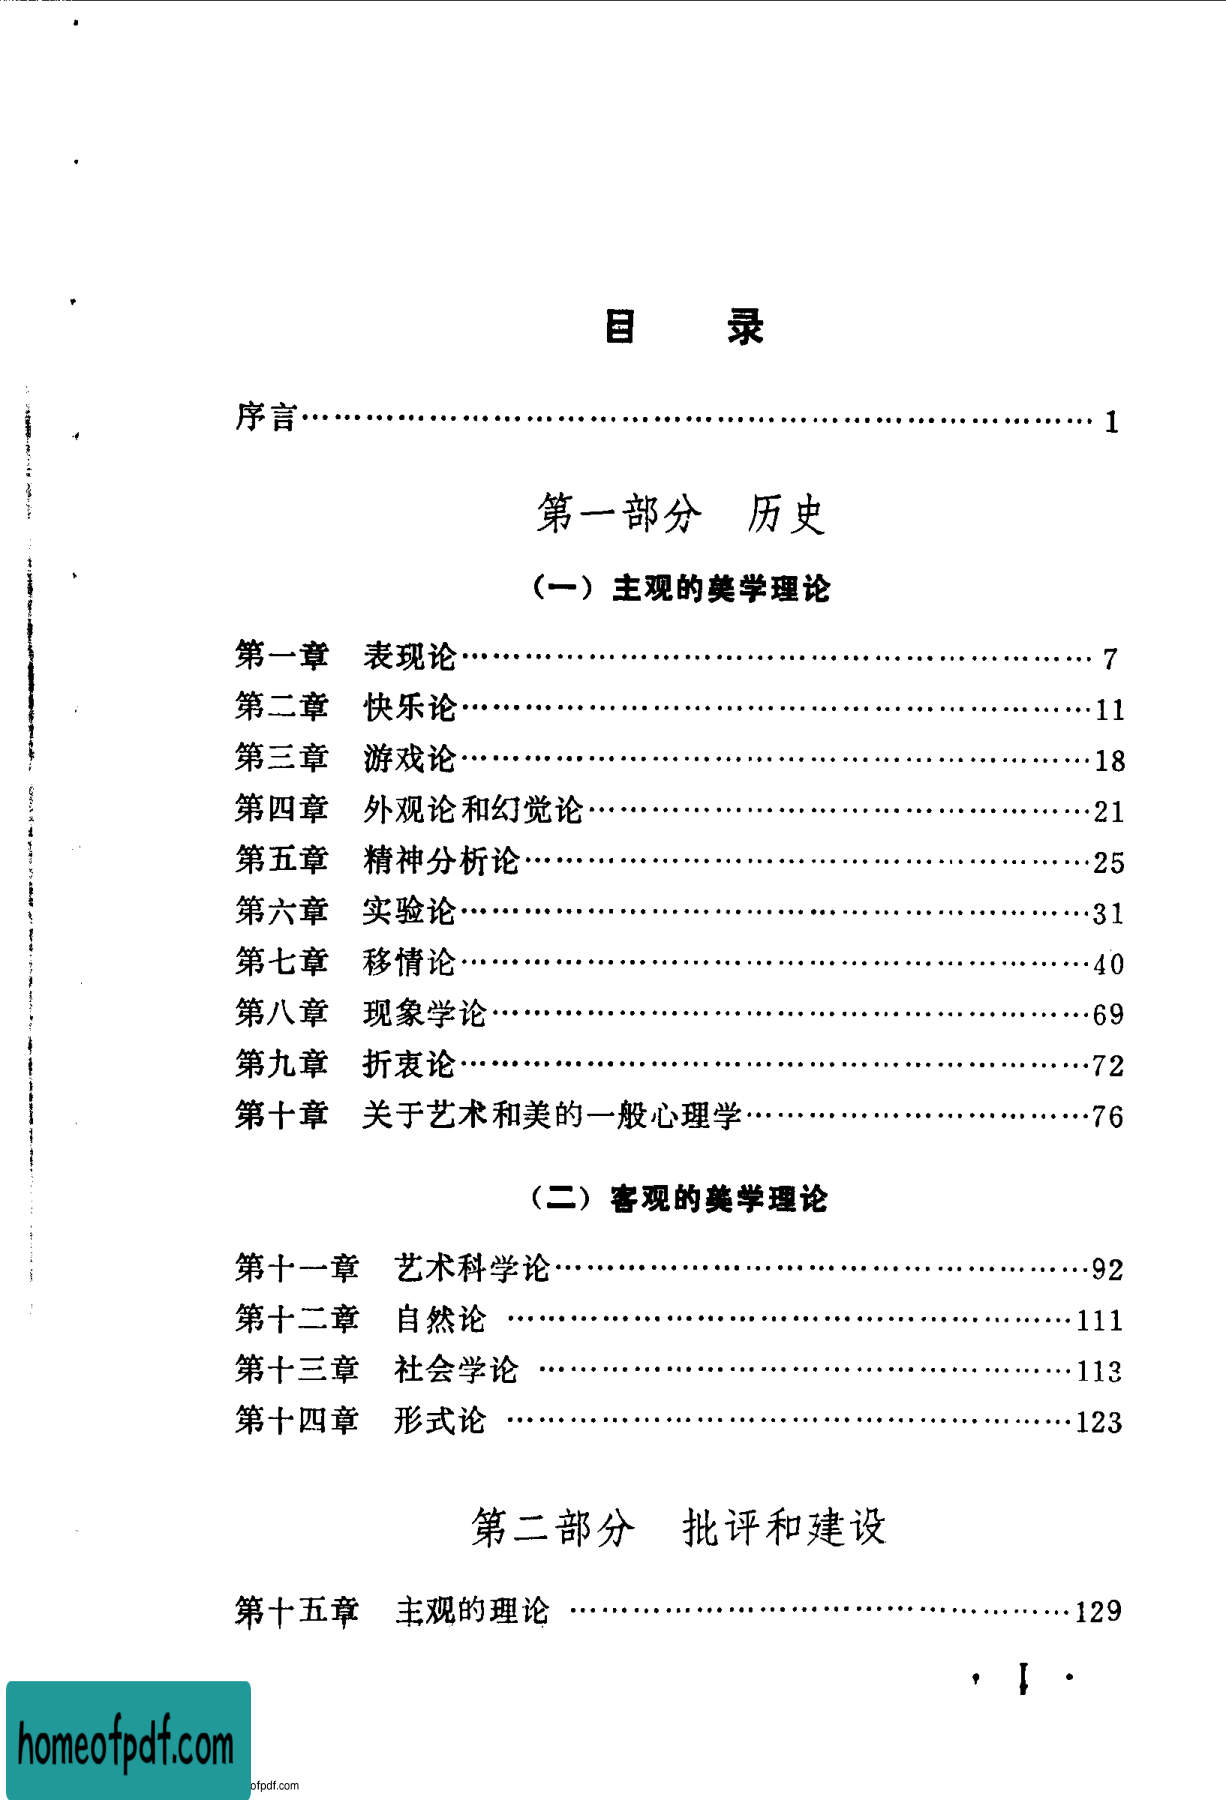 目 录
序言…………………………………………………………………… 1
第一部分 历史
（一）主观的美学理论
第一章 表现论……………………………………………………… 7
第二章 快乐论………………………………………………………11
第三章 游戏论………………………………………………………18
第四章 外观论和幻觉论……………………………………………21
第五章 精神分析论…………………………………………………25
第六章 实验论………………………………………………………31
第七章 移情论………………………………………………………40
第八章 现象学论……………………………………………………69
第九章 折衷论………………………………………………………72
第十章 关于艺术和美的一般心理学………………………………76
（二）客观的美学理论
第十一章 艺术科学论………………………………………………92
第十二章 自然论 …………………………………………………111
第十三章 社会学论 ………………………………………………113
第十四章 形式论 …………………………………………………123
第二部分 批评和建设
第十五章 主观的理论 ……………………………………………129
· I ·
homeofpdf.com
ofpdf.com